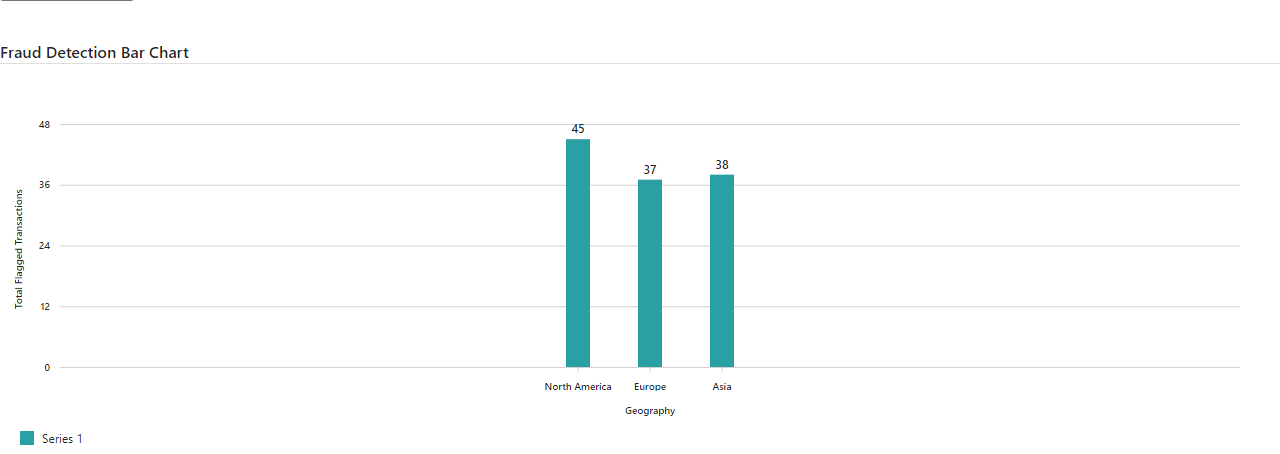 Fraud Detection Bar Chart
48
36
24
12
0
Total Flagged Transactions
45
37
38
North America
Europe
Asia
Geography
Series 1